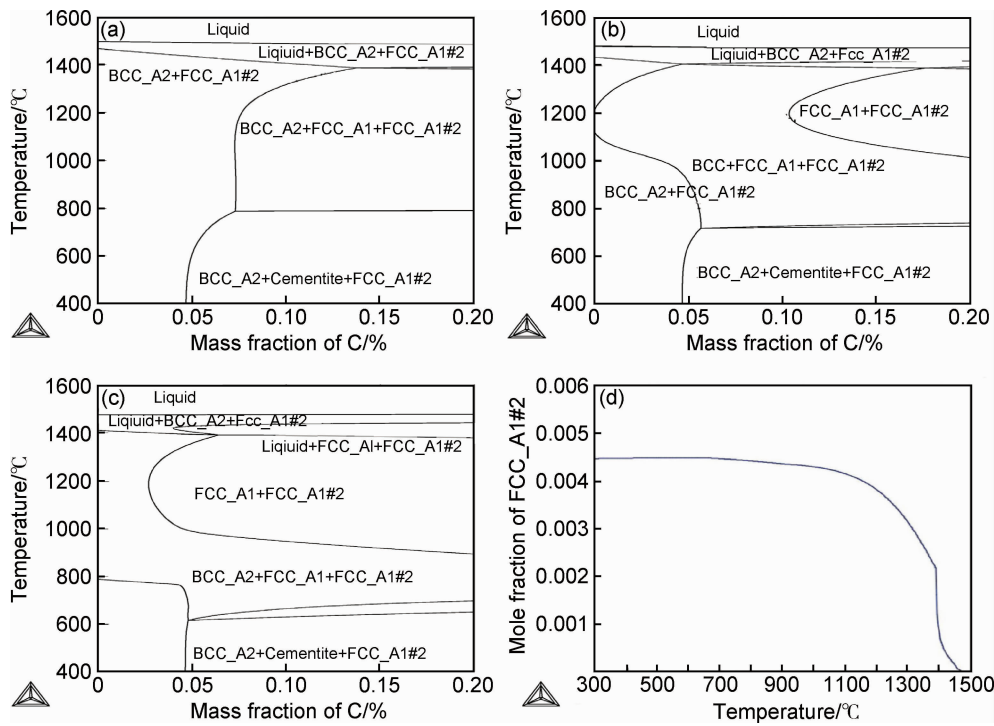 (a)
Liquid
Liqiuid+BCC_A2+FCC_A1#2
BCC_A2+FCC_A1#2
BCC_A2+FCC_A1+FCC_A1#2
BCC_A2+Cementite+FCC_A1#2
1600
1400
1200
1000
800
600
400
Temperature/℃
0 0.05 0.10 0.15 0.20
Mass fraction of C/%
(b)
Liquid
Liqiuid+BCC_A2+Fcc_A1#2
FCC_A1+FCC_A1#2
BCC+FCC_A1+FCC_A1#2
BCC_A2+FCC_A1#2
BCC_A2+Cementite+FCC_A1#2
1600
1400
1200
1000
800
600
400
Temperature/℃
0 0.05 0.10 0.15 0.20
Mass fraction of C/%
(c)
Liquid
Liqiuid+BCC_A2+Fcc_A1#2
Liqiuid+FCC_Al+FCC_A1#2
FCC_A1+FCC_A1#2
BCC_A2+FCC_A1+FCC_A1#2
BCC_A2+Cementite+FCC_A1#2
1600
1400
1200
1000
800
600
400
Temperature/℃
0 0.05 0.10 0.15 0.20
Mass fraction of C/%
(d)
0.006
0.005
0.004
0.003
0.002
0.001
Mole fraction of FCC_A1#2
300 500 700 900 1100 1300 1500
Temperature/℃